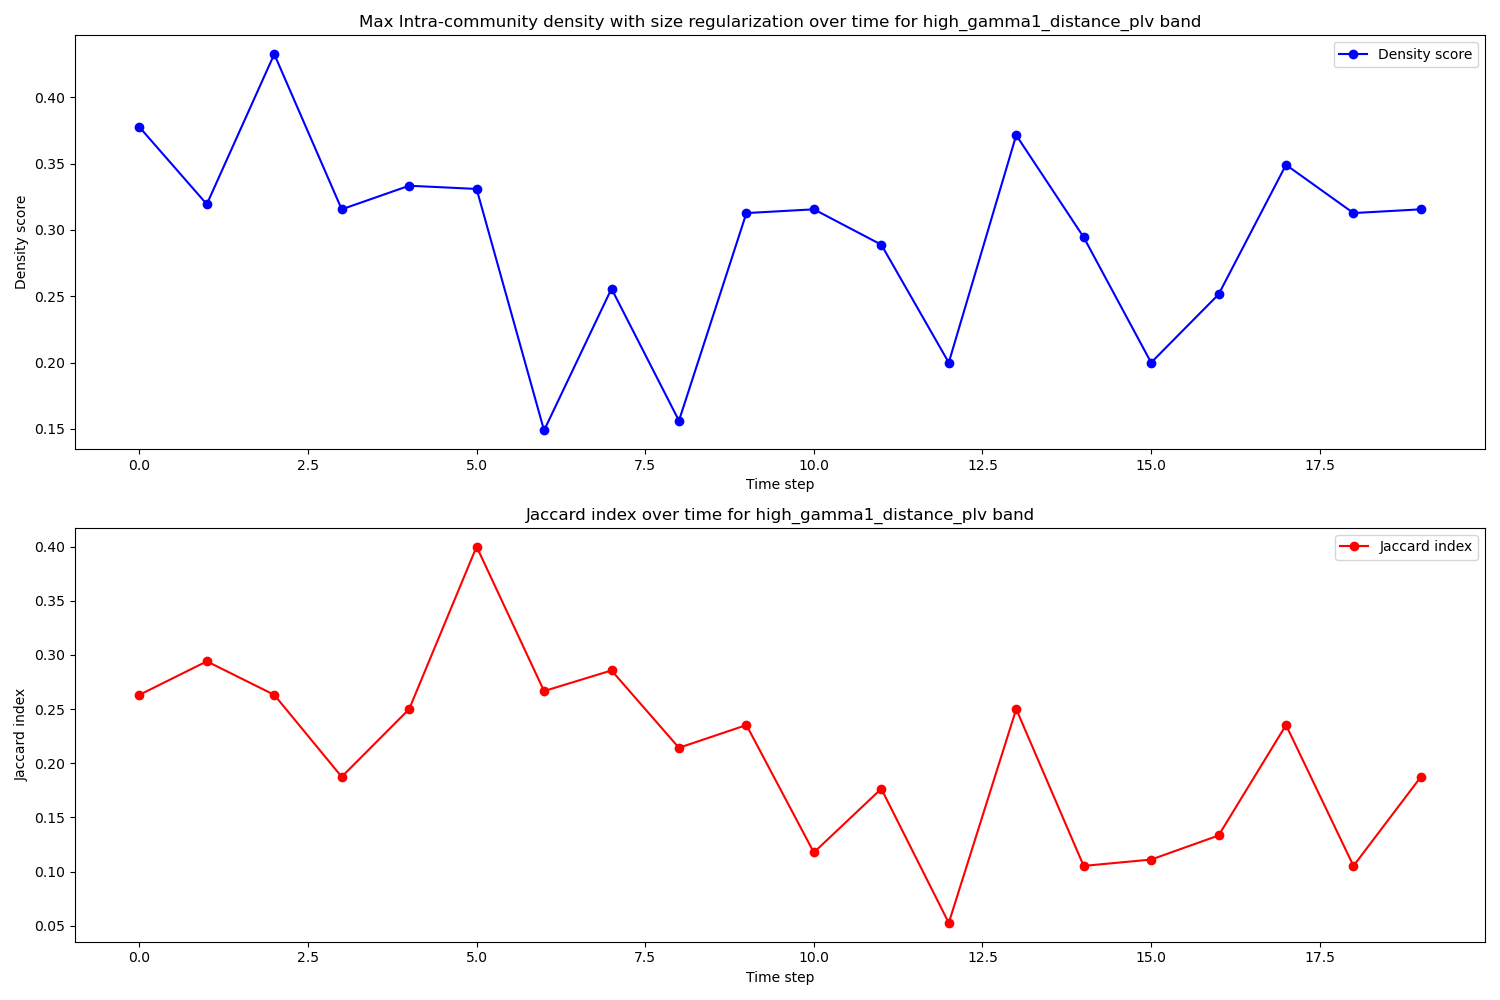 Max Intra-community density with size regularization over time for high_gamma1_distance_plv band
Density score
0.40
0.35
0.30
0.25
0.20
0.15
Density score
0.0 2.5 5.0 7.5 10.0 12.5 15.0 17.5
Time step
Jaccard index over time for high_gamma1_distance_plv band
Jaccard index
0.40
0.35
0.30
0.25
0.20
0.15
0.10
0.05
Jaccard index
0.0 2.5 5.0 7.5 10.0 12.5 15.0 17.5
Time step